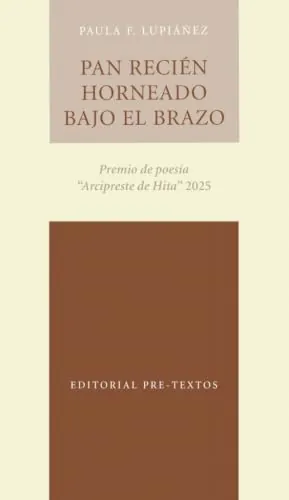 PAULA F. LUPIÁÑEZ
PAN RECIÉN
HORNEADO
BAJO EL BRAZO
Premio de poesía
“Arcipreste de Hita” 2025
EDITORIAL PRE-TEXTOS